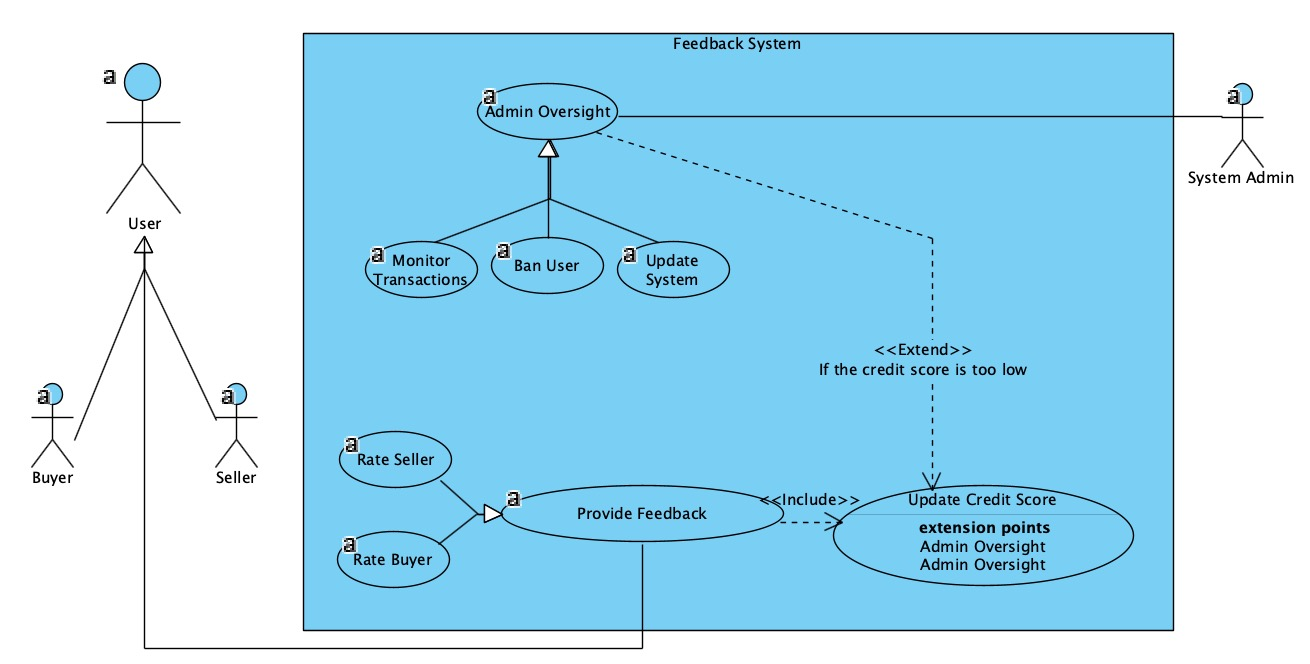 Feedback System
a
User
a
Admin Oversight
a
System Admin
a
Monitor
Transactions
a
Ban User
a
Update
System
<<Extend>>
If the credit score is too low
a
Buyer
a
Seller
a
Rate Seller
a
Provide Feedback
<<Include>>
Update Credit Score
extension points
Admin Oversight
Admin Oversight
a
Rate Buyer